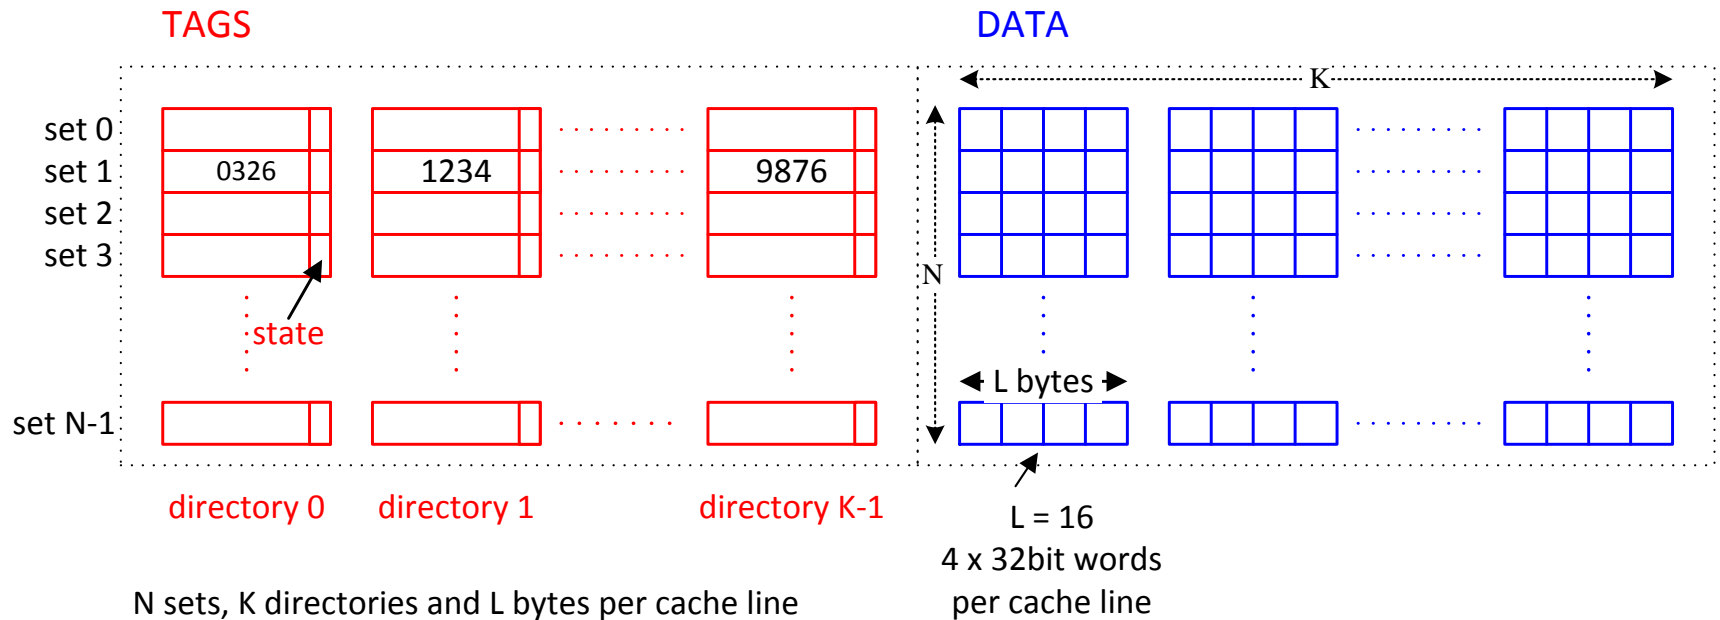 TAGS
DATA
K
set 0
set 1
0326
1234
9876
set 2
set 3
N
state
L bytes
set N-1
directory 0
directory 1
directory K-1
L = 16
4 x 32bit words
per cache line
N sets, K directories and L bytes per cache line